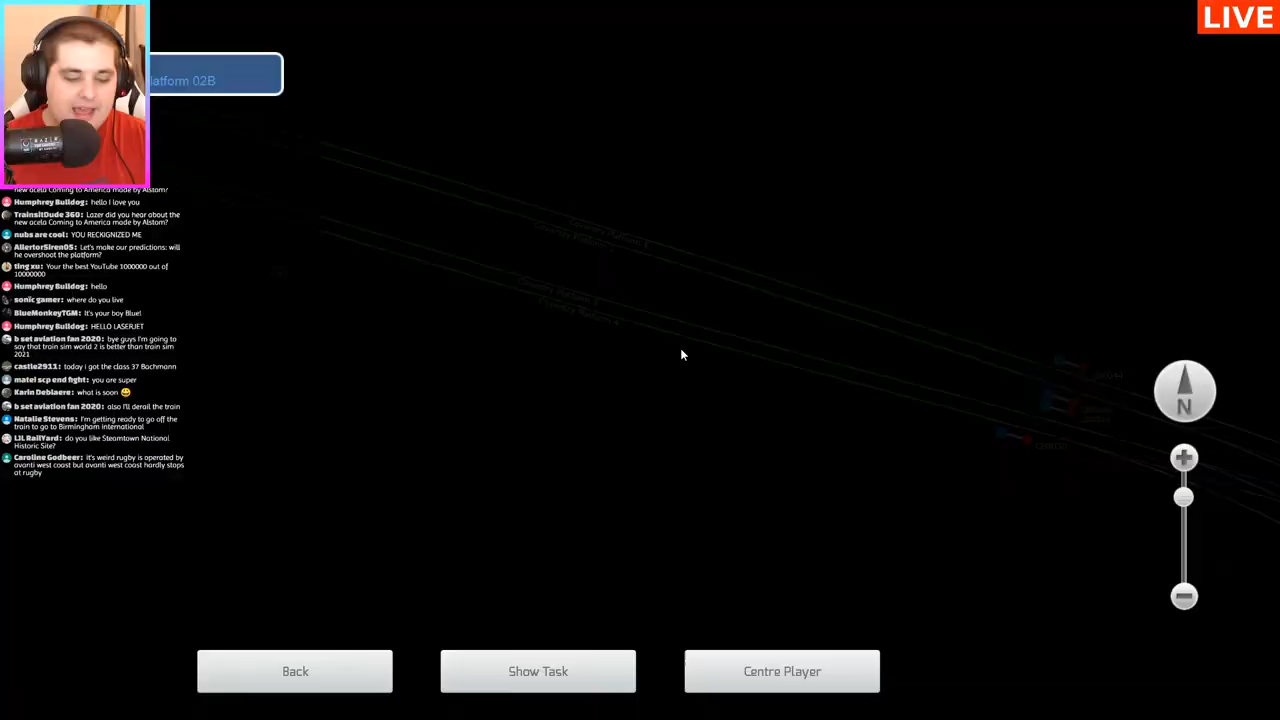 LIVE
latform 02B
new acela Coming to America made by Alstom?
Humphrey Bulldog: hello I love you
TrainsitDude 360: Lazer did you hear about the
new acela Coming to America made by Alstom?
nubs are cool: YOU RECKIGNIZED ME
AllertorSiren05: Let's make our predictions: will
he overshoot the platform?
ting xu: Your the best YouTube 1000000 out of
10000000
Humphrey Bulldog: hello
sonic gamer: where do you live
BlueMonkeyTGM: It's your boy Blue!
Humphrey Bulldog: HELLO LASERJET
b set aviation fan 2020: bye guys I'm going to
say that train sim world 2 is better than train sim
2021
castle2911: today i got the class 37 Bachmann
matei scp end fight: you are super
Karin Deblaere: what is soon 😀
b set aviation fan 2020: also I'll derail the train
Natalie Stevens: I'm getting ready to go off the
train to go to Birmingham international
LJL RailYard: do you like Steamtown National
Historic Site?
Caroline Godbeer: it's weird rugby is operated by
avanti west coast but avanti west coast hardly stops
at rugby
N
Back
Show Task
Centre Player